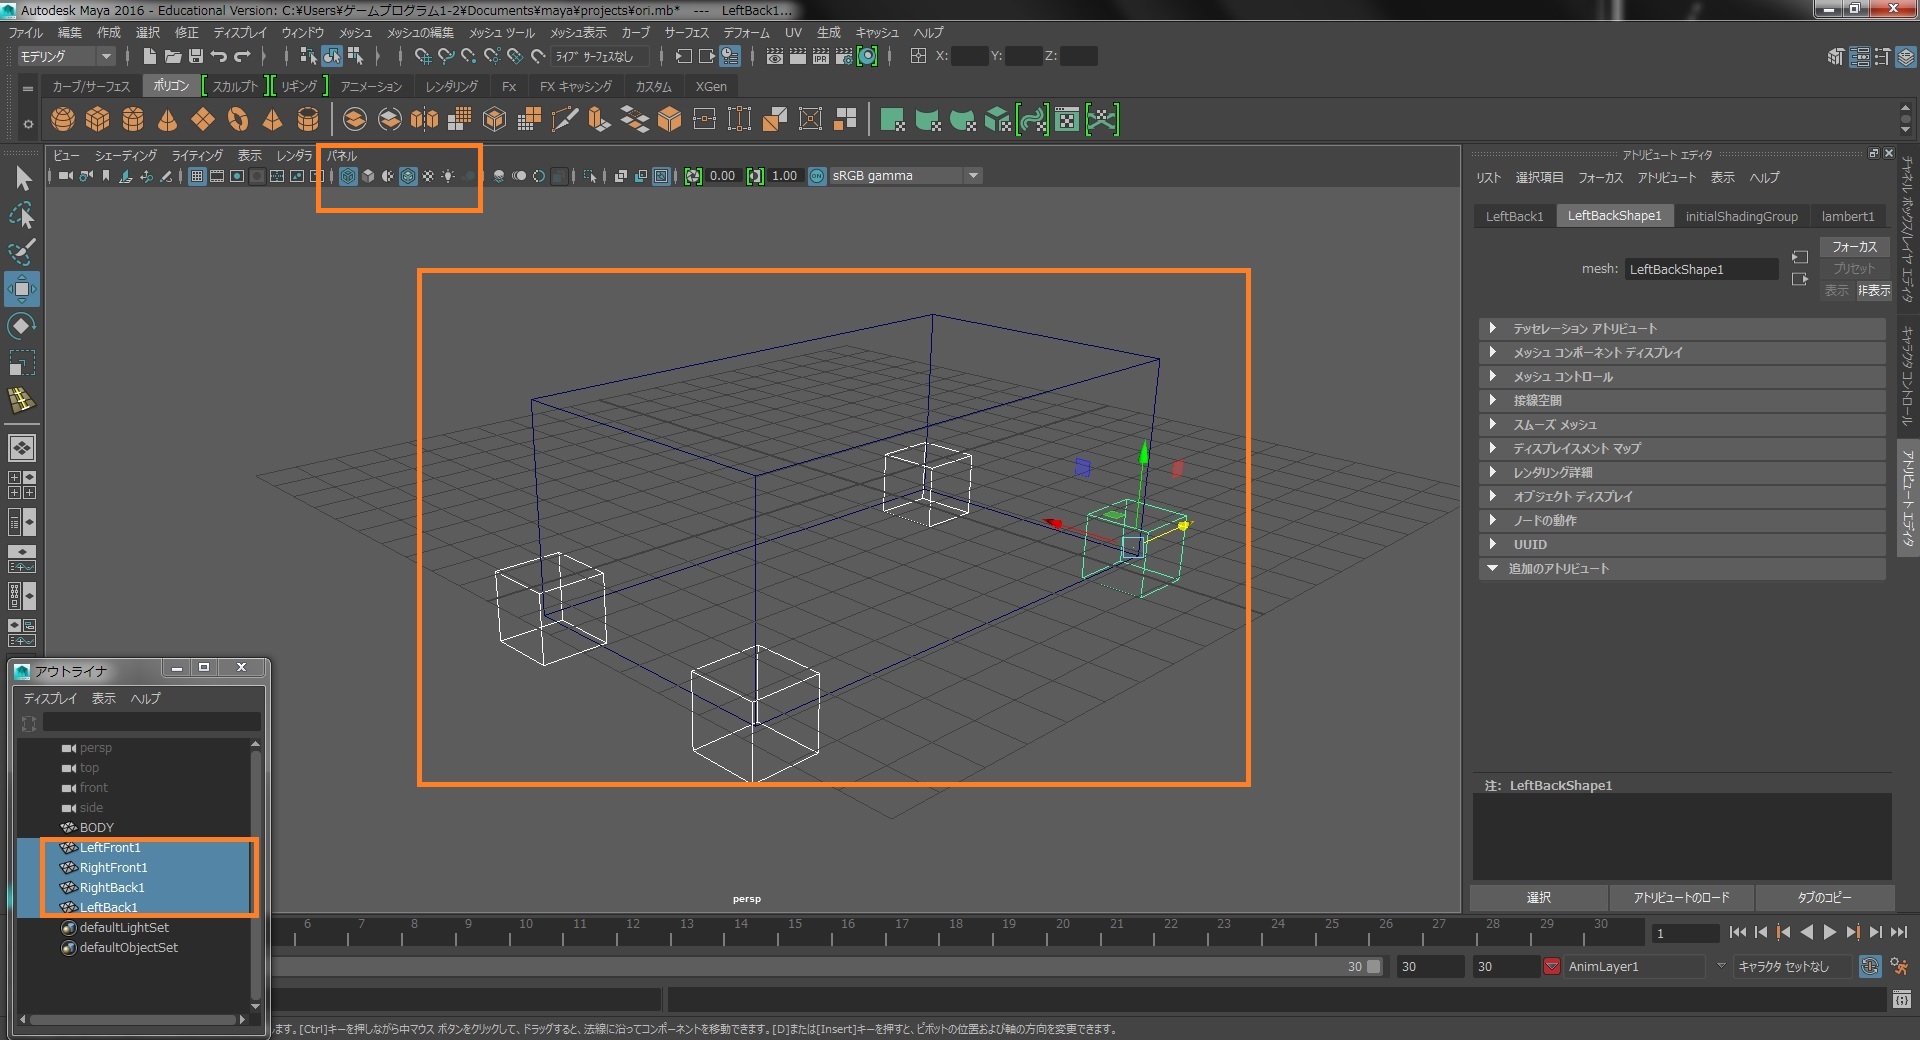 Autodesk Maya 2016 - Educational Version: C:¥Users¥ゲームプログラム1-2¥Documents¥maya¥projects¥ori.mb*   ---   LeftBack1...
ファイル 編集 作成 選択 修正 ディスプレイ ウィンドウ メッシュ メッシュの編集 メッシュ ツール メッシュ表示 カーブ サーフェス デフォーム UV 生成 キャッシュ ヘルプ
モデリング ライブ サーフェスなし X: Y: Z:
カーブ/サーフェス ポリゴン スカルプト リギング アニメーション レンダリング Fx FX キャッシング カスタム XGen
ビュー シェーディング ライティング 表示 レンダラ パネル
0.00 1.00 ON sRGB gamma
persp
アトリビュート エディタ
リスト 選択項目 フォーカス アトリビュート 表示 ヘルプ
LeftBack1 LeftBackShape1 initialShadingGroup lambert1
フォーカス
mesh: LeftBackShape1 プリセット
表示 非表示
テッセレーション アトリビュート
メッシュ コンポーネント ディスプレイ
メッシュ コントロール
接線空間
スムーズ メッシュ
ディスプレイスメント マップ
レンダリング詳細
オブジェクト ディスプレイ
ノードの動作
UUID
追加のアトリビュート
注: LeftBackShape1
選択 アトリビュートのロード タブのコピー
チャネル ボックス/レイヤ エディタ
キャラクタ コントロール
アトリビュート エディタ
アウトライナ
ディスプレイ 表示 ヘルプ
persp
top
front
side
BODY
LeftFront1
RightFront1
RightBack1
LeftBack1
defaultLightSet
defaultObjectSet
6 7 8 9 10 11 12 13 14 15 16 17 18 19 20 21 22 23 24 25 26 27 28 29 30 1
30 30 30 AnimLayer1 キャラクタ セットなし
ます。[Ctrl]キーを押しながら中マウス ボタンをクリックして、ドラッグすると、法線に沿ってコンポーネントを移動できます。[D]または[Insert]キーを押すと、ピボットの位置および軸の方向を変更できます。